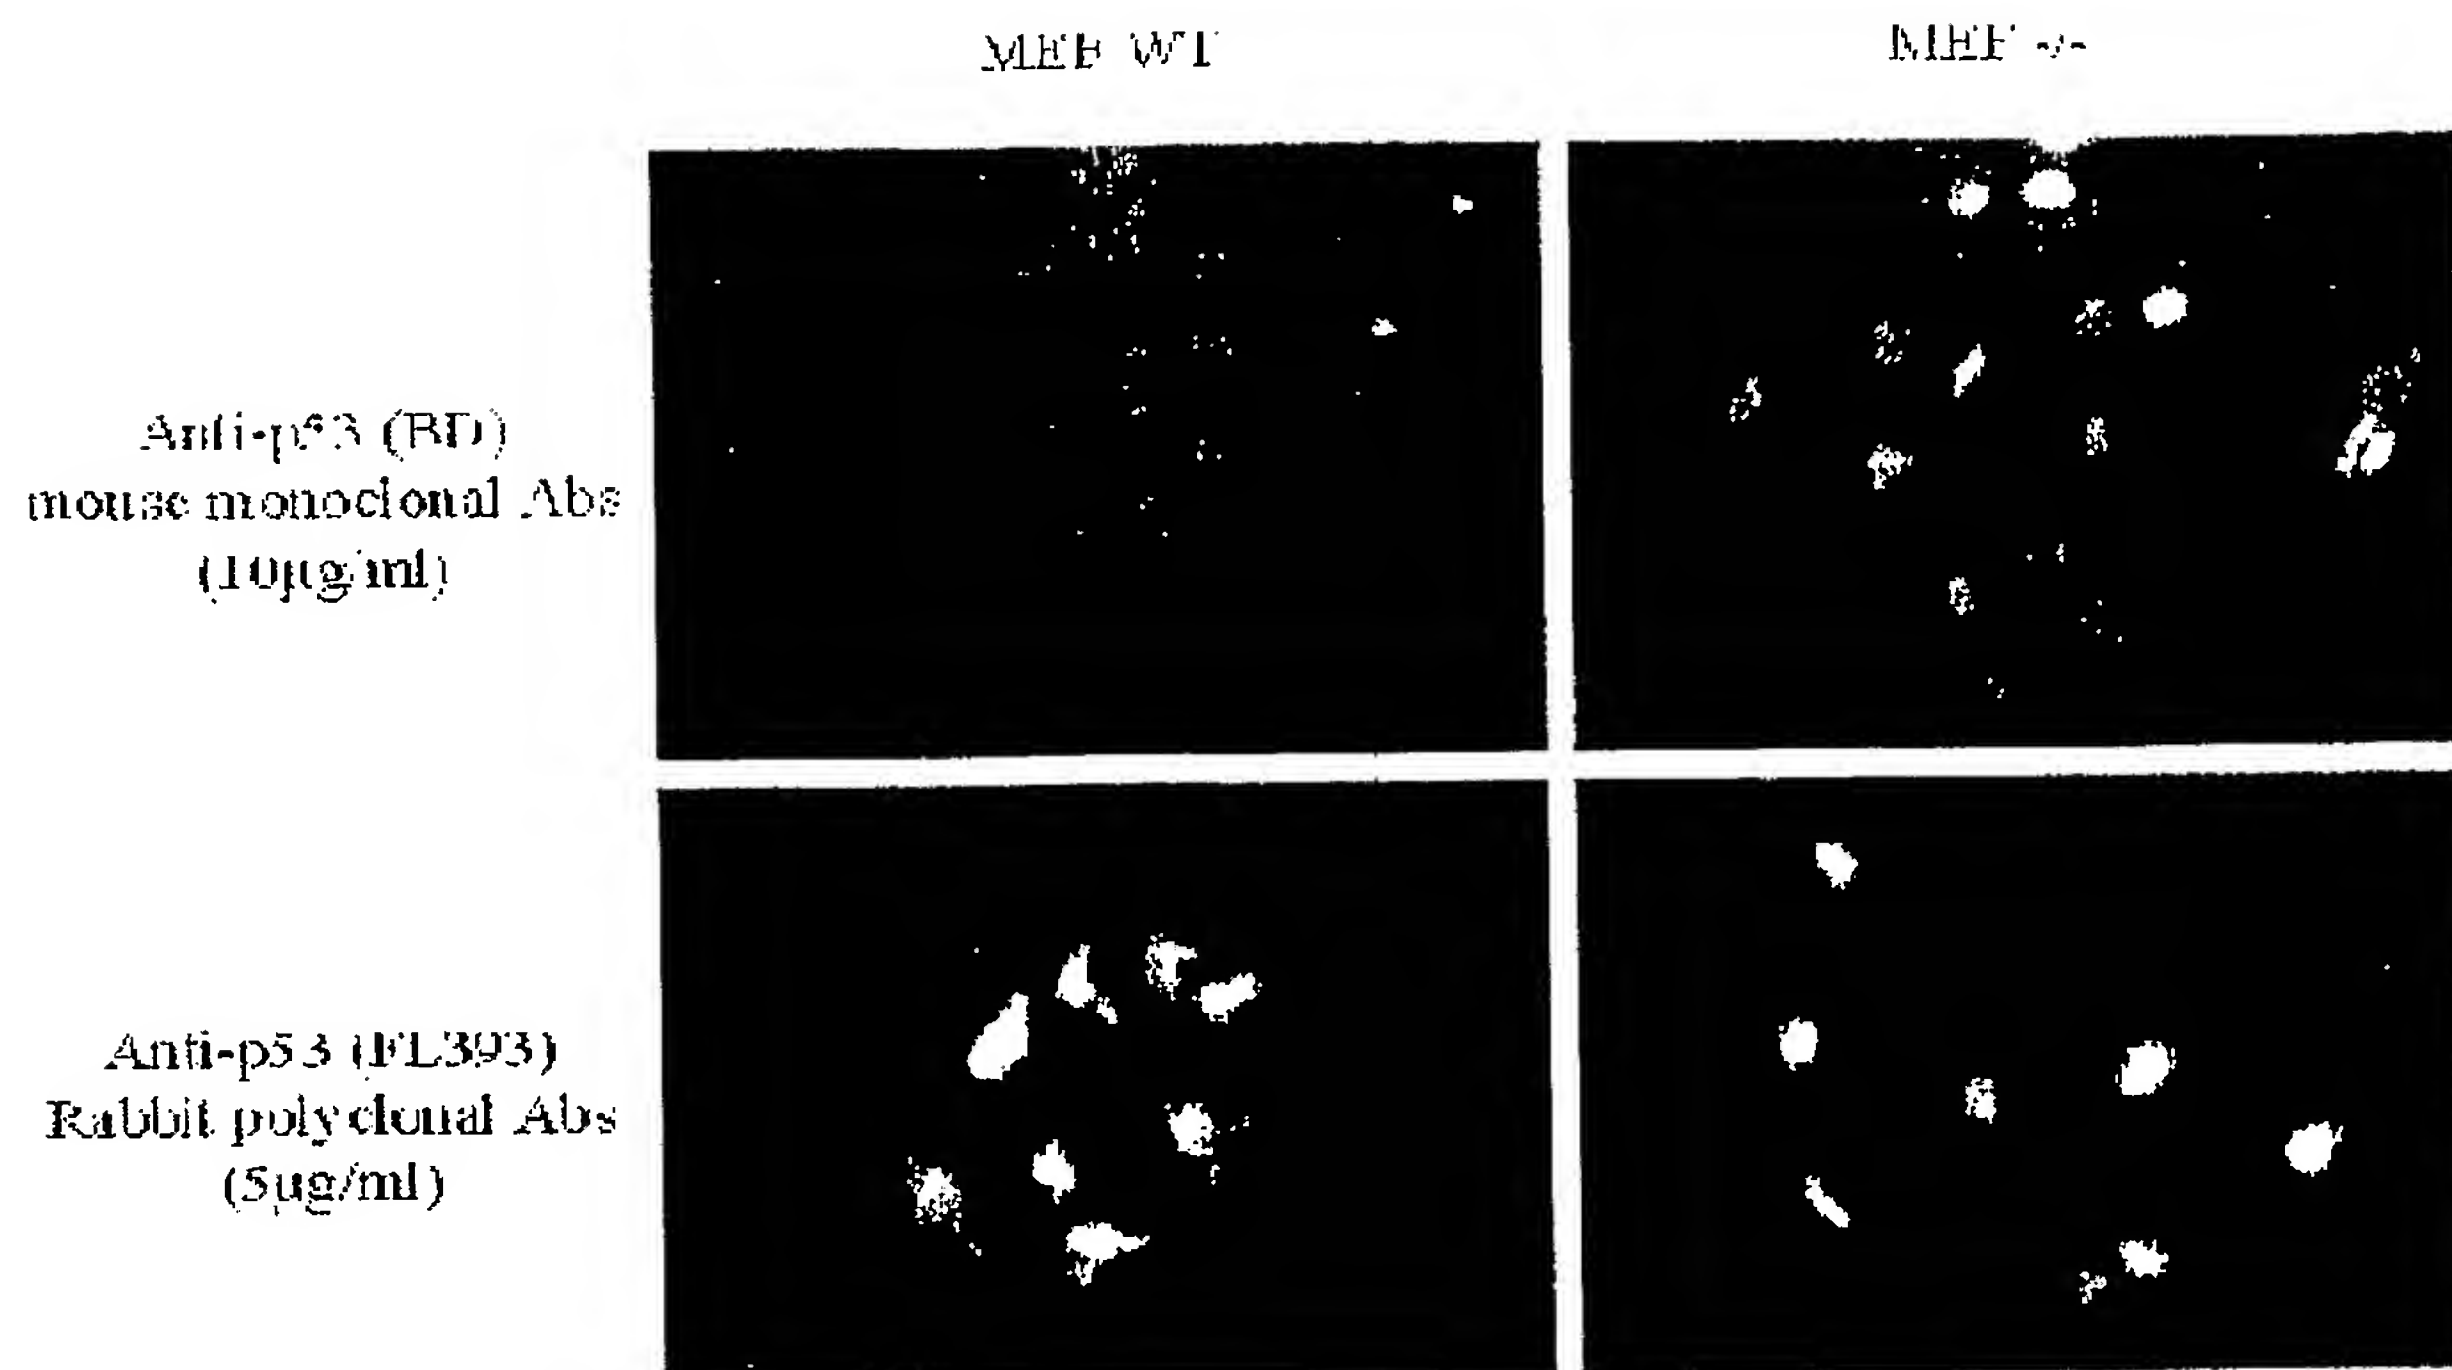 MEF WT
MEF -/-
Anti-p53 (BD)
mouse monoclonal Abs
(10µg/ml)
Anti-p53 (FL393)
Rabbit polyclonal Abs
(5µg/ml)